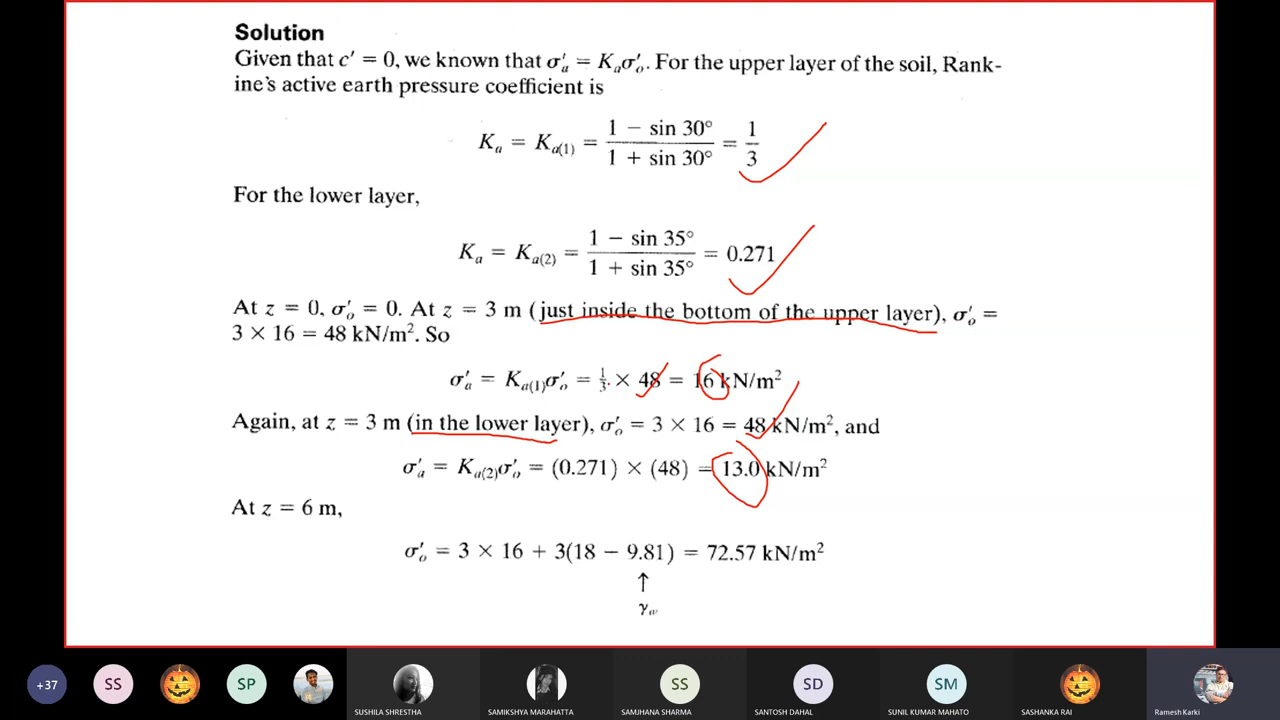 Solution
Given that c′ = 0, we known that σ′ₐ = Kₐσ′ₒ. For the upper layer of the soil, Rank-
ine's active earth pressure coefficient is
Kₐ = Kₐ₍₁₎ = (1 − sin 30°)/(1 + sin 30°) = 1/3
For the lower layer,
Kₐ = Kₐ₍₂₎ = (1 − sin 35°)/(1 + sin 35°) = 0.271
At z = 0, σ′ₒ = 0. At z = 3 m (just inside the bottom of the upper layer), σ′ₒ =
3 × 16 = 48 kN/m². So
σ′ₐ = Kₐ₍₁₎σ′ₒ = 1/3 × 48 = 16 kN/m²
Again, at z = 3 m (in the lower layer), σ′ₒ = 3 × 16 = 48 kN/m², and
σ′ₐ = Kₐ₍₂₎σ′ₒ = (0.271) × (48) = 13.0 kN/m²
At z = 6 m,
σ′ₒ = 3 × 16 + 3(18 − 9.81) = 72.57 kN/m²
↑
γw
+37
SS
SP
SS
SD
SM
SUSHILA SHRESTHA
SAMIKSHYA MARAHATTA
SAMJHANA SHARMA
SANTOSH DAHAL
SUNIL KUMAR MAHATO
SASHANKA RAI
Ramesh Karki